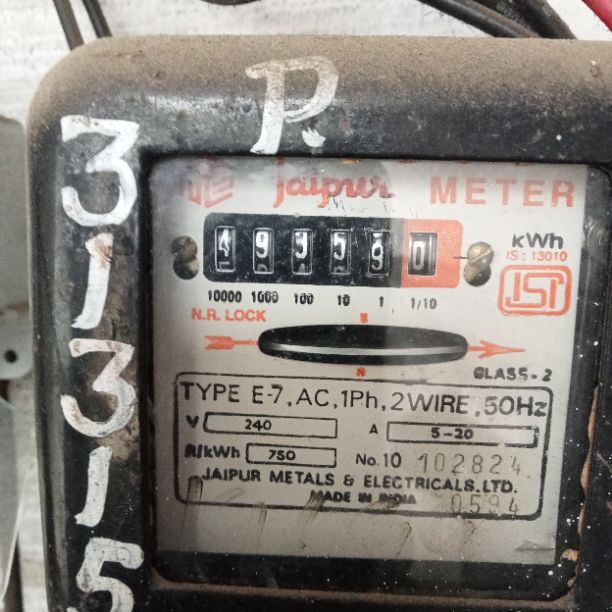 P.
3
1
3
1
5
Jaipur METER
4 9 3 5 9 0
kWh
IS : 13010
10000 1000 100 10 1 1/10
ISI
N.R. LOCK
CLASS-2
TYPE E-7, AC, 1Ph, 2WIRE, 50Hz
V 240 A 5-20
R/kWh 750 No. 10 102824
JAIPUR METALS & ELECTRICALS. LTD.
MADE IN INDIA 0594